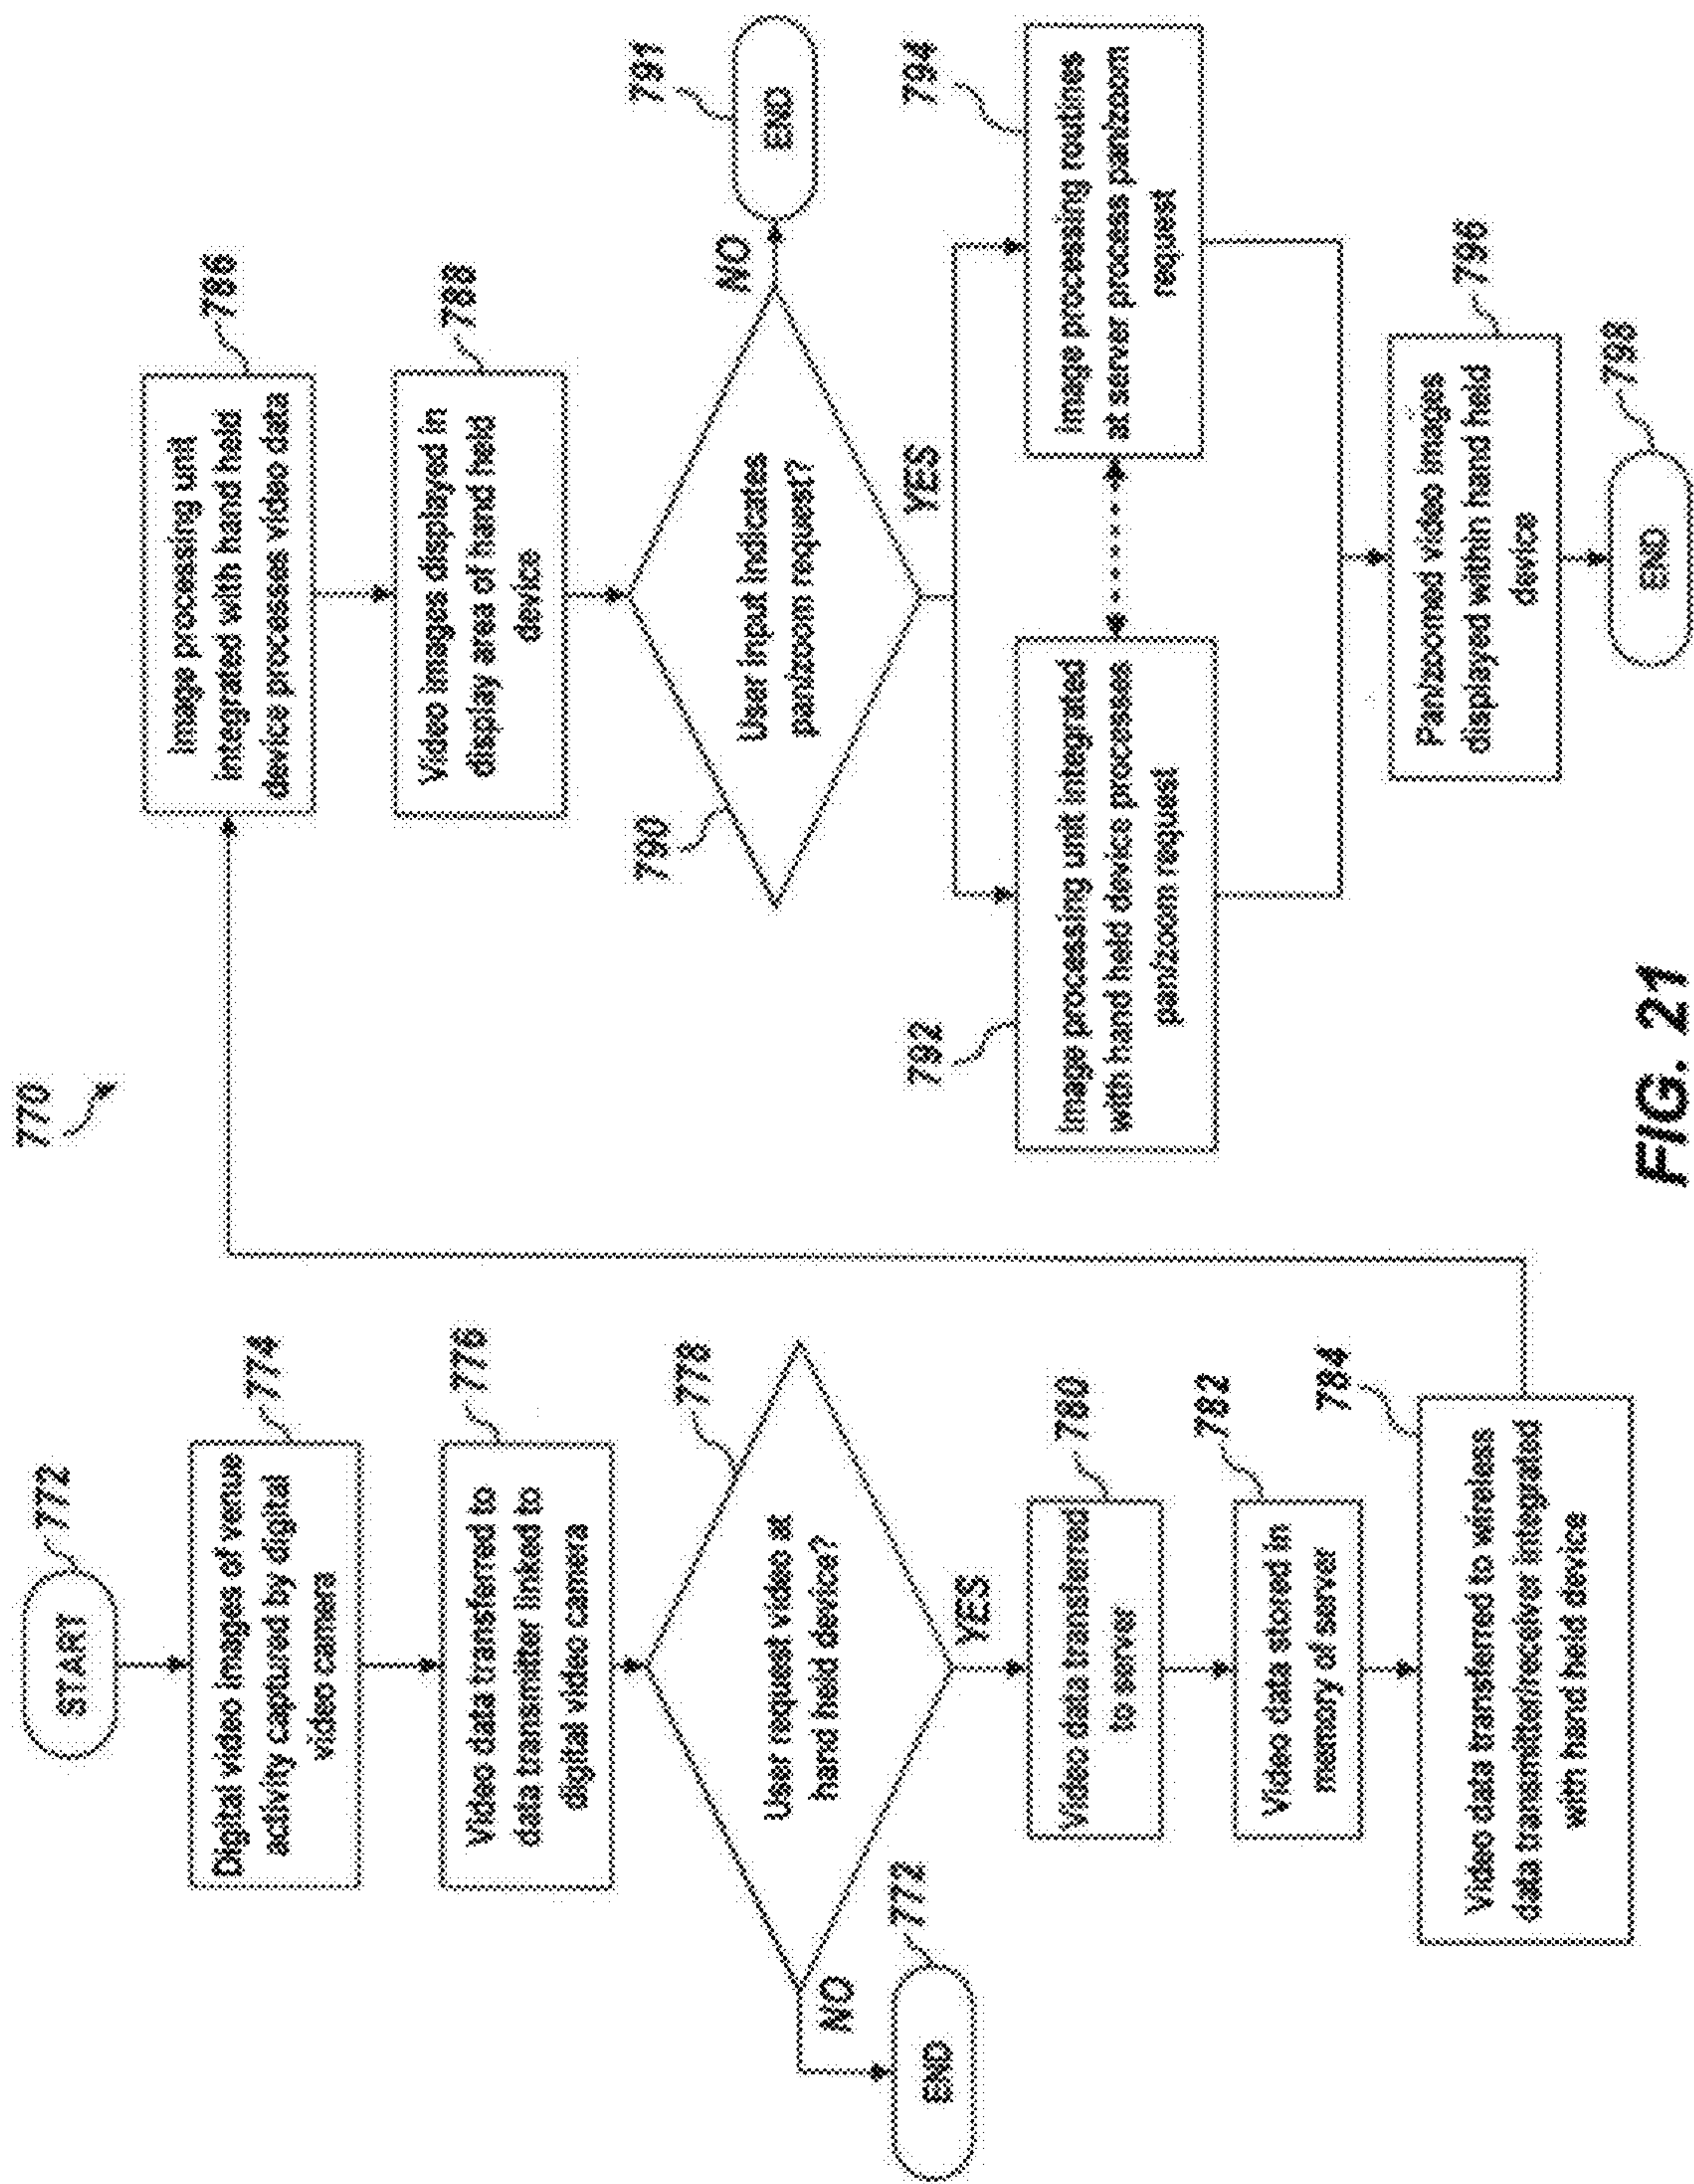 770
START
772
Digital video images of venue
activity captured by digital
video camera
774
Video data transferred to
data transmitter linked to
digital video camera
776
User request video at
hand held device?
778
NO
END
777
YES
Video data transferred
to server
780
Video data stored in
memory of server
782
Video data transferred to wireless
data transmitter/receiver integrated
with hand held device
784
Image processing unit
integrated with hand held
device processes video data
786
Video images displayed in
display area of hand held
device
788
User input indicates
pan/zoom request?
790
NO
END
791
YES
Image processing unit integrated
with hand held device processes
pan/zoom request
792
Image processing routines
at server process pan/zoom
request
794
Pan/zoomed video images
displayed within hand held
device
796
END
798
FIG. 21